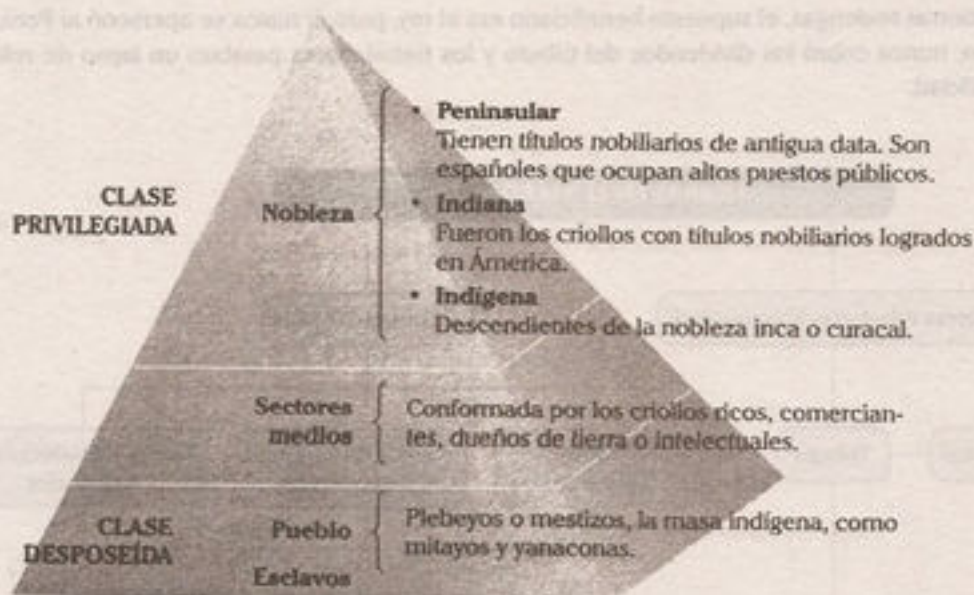 CLASE
PRIVILEGIADA
Nobleza
• Peninsular
Tienen títulos nobiliarios de antigua data. Son
españoles que ocupan altos puestos públicos.
• Indiana
Fueron los criollos con títulos nobiliarios logrados
en Ámerica.
• Indígena
Descendientes de la nobleza inca o curacal.
Sectores
medios
Conformada por los criollos ricos, comercian-
tes, dueños de tierra o intelectuales.
CLASE
DESPOSEÍDA
Pueblo
Plebeyos o mestizos, la masa indígena, como
mitayos y yanaconas.
Esclavos